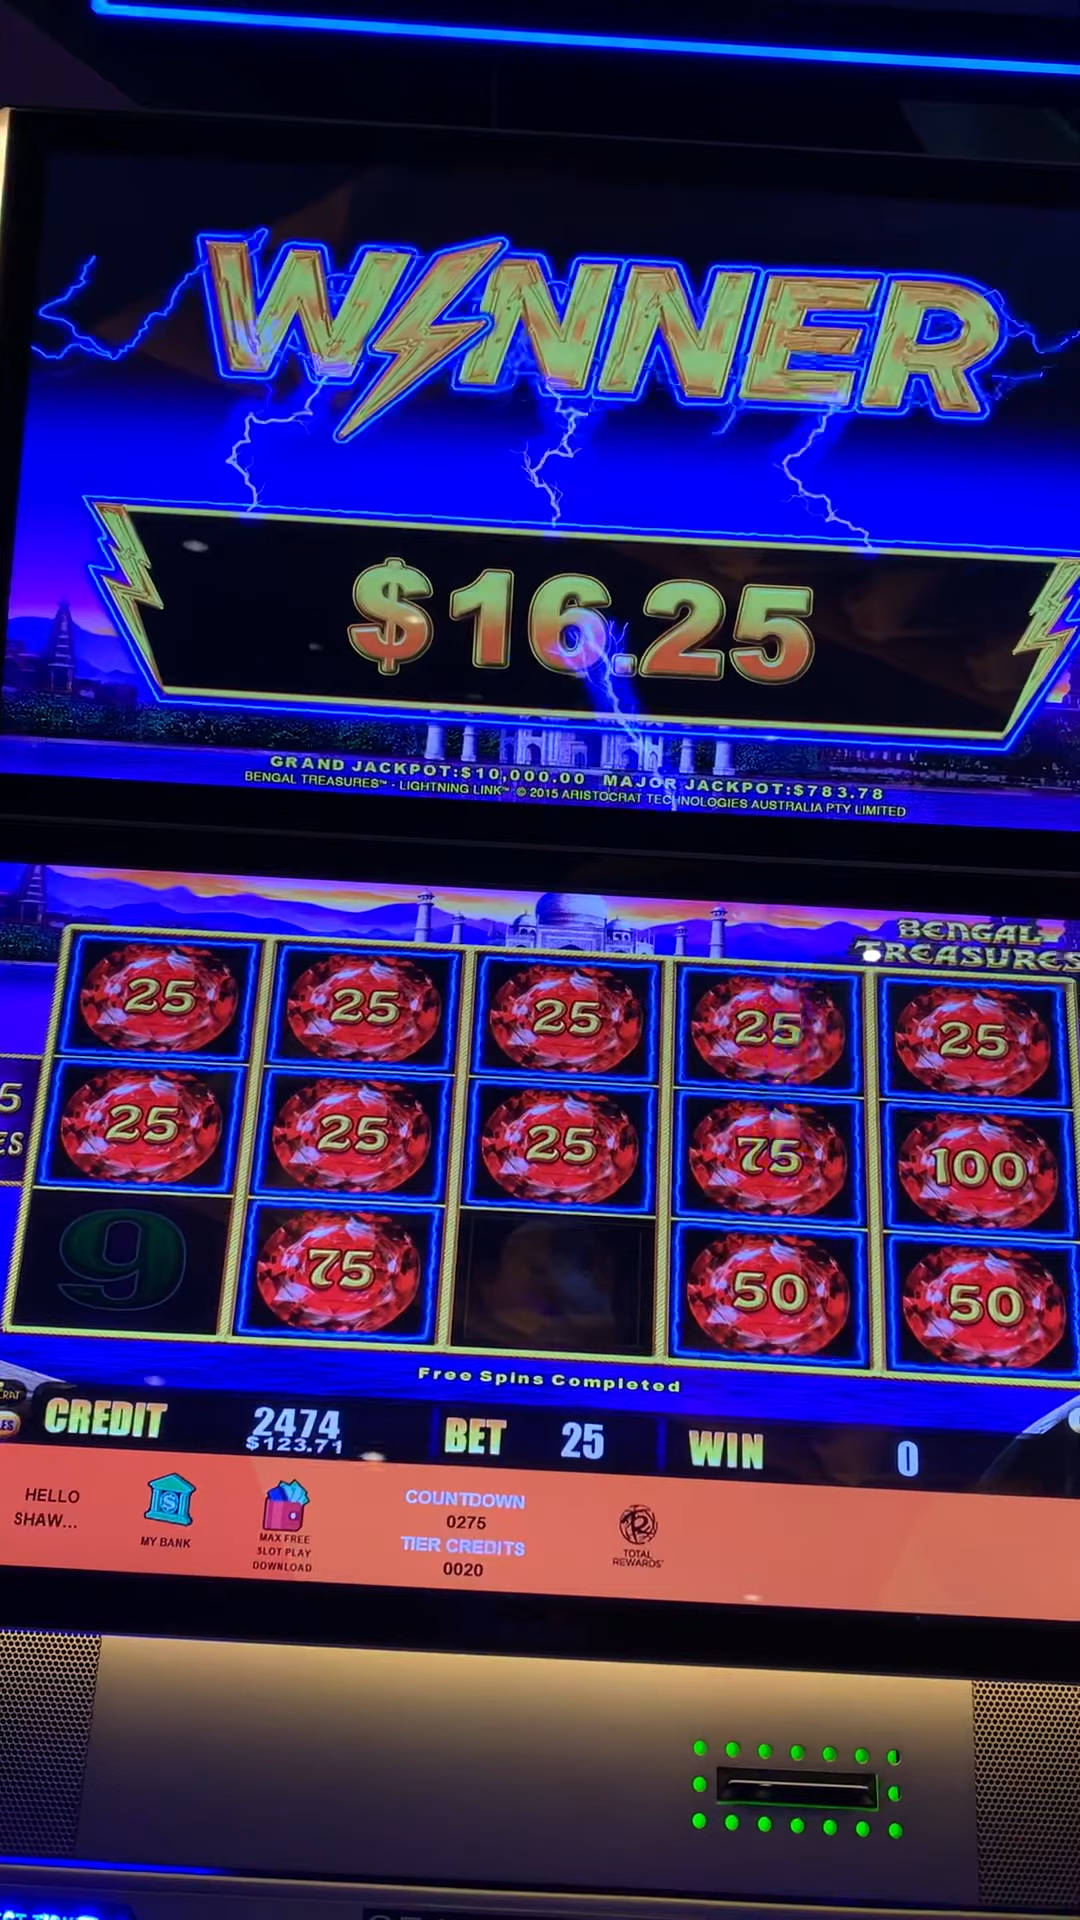 WINNER
$16.25
GRAND JACKPOT:$10,000.00 MAJOR JACKPOT:$783.78
BENGAL TREASURES™ - LIGHTNING LINK™ © 2015 ARISTOCRAT TECHNOLOGIES AUSTRALIA PTY LIMITED
BENGAL
TREASURES
25 25 25 25 25
25 25 25 75 100
9 75 50 50
5
ES
Free Spins Completed
CREDIT 2474 BET 25 WIN 0
$123.71
HELLO
SHAW...
MY BANK
MAX FREE
SLOT PLAY
DOWNLOAD
COUNTDOWN
0275
TIER CREDITS
0020
TOTAL
REWARDS